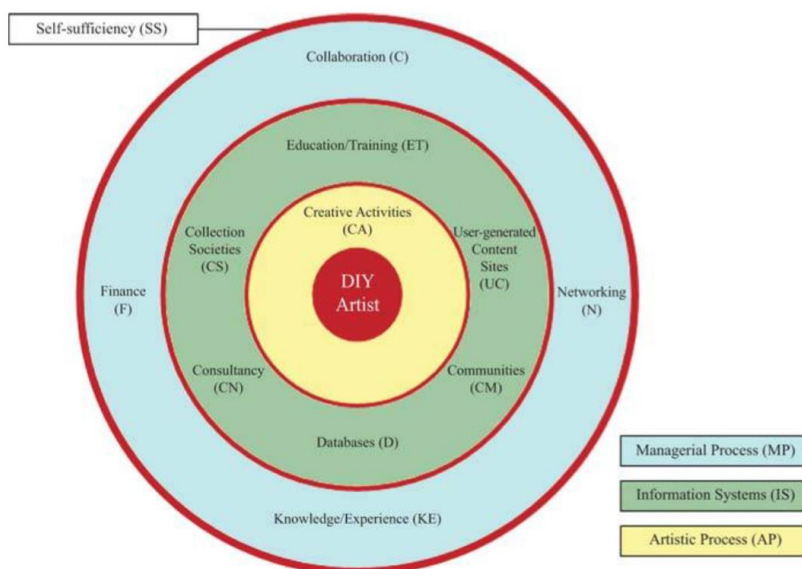 Self-sufficiency (SS)
Collaboration (C)
Education/Training (ET)
Creative Activities
(CA)
Collection
Societies
(CS)
User-generated
Content
Sites
(UC)
DIY
Artist
Finance
(F)
Networking
(N)
Consultancy
(CN)
Communities
(CM)
Databases (D)
Knowledge/Experience (KE)
Managerial Process (MP)
Information Systems (IS)
Artistic Process (AP)